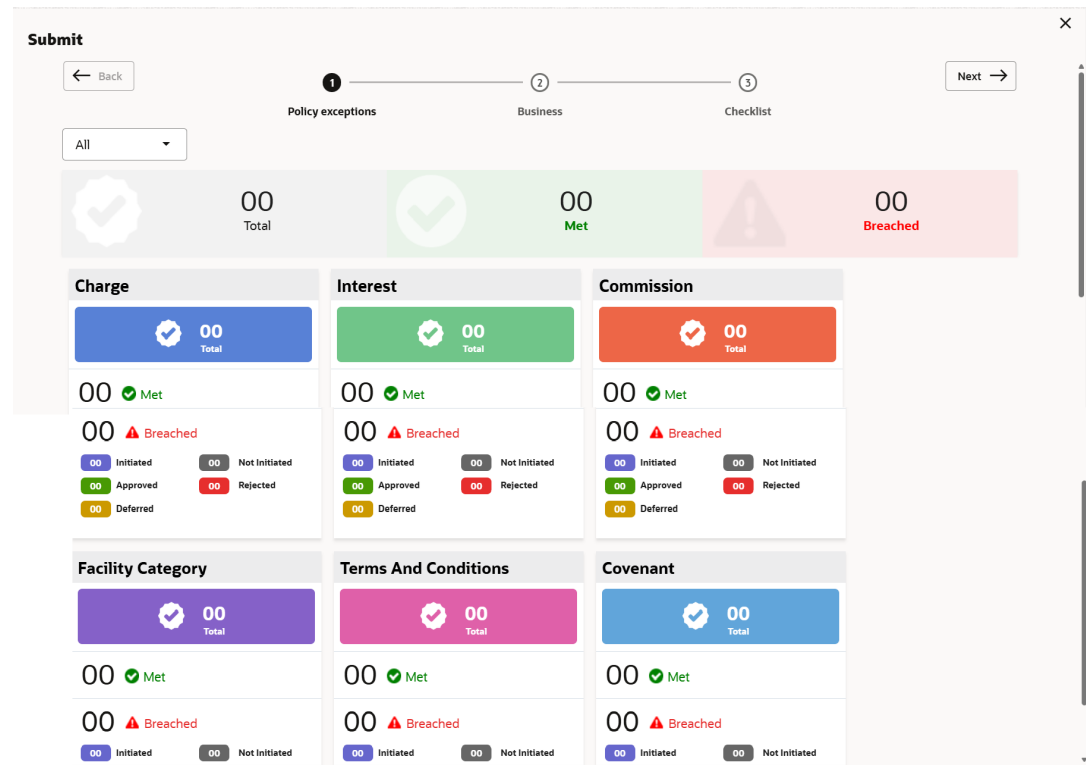 Submit
Back
1
2
3
Next
Policy exceptions
Business
Checklist
All
00
Total
00
Met
00
Breached
Charge
00
Total
00 Met
00 Breached
00 Initiated
00 Not Initiated
00 Approved
00 Rejected
00 Deferred
Interest
00
Total
00 Met
00 Breached
00 Initiated
00 Not Initiated
00 Approved
00 Rejected
00 Deferred
Commission
00
Total
00 Met
00 Breached
00 Initiated
00 Not Initiated
00 Approved
00 Rejected
00 Deferred
Facility Category
00
Total
00 Met
00 Breached
00 Initiated
00 Not Initiated
Terms And Conditions
00
Total
00 Met
00 Breached
00 Initiated
00 Not Initiated
Covenant
00
Total
00 Met
00 Breached
00 Initiated
00 Not Initiated